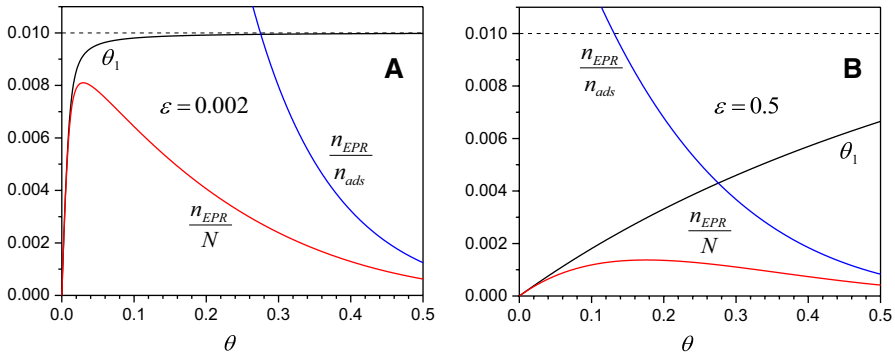 0.010
0.008
0.006
0.004
0.002
0.000
0.0
0.1
0.2
0.3
0.4
0.5
θ
θ₁
A
ε = 0.002
n_EPR / n_ads
n_EPR / N
0.010
0.008
0.006
0.004
0.002
0.000
0.0
0.1
0.2
0.3
0.4
0.5
θ
n_EPR / n_ads
B
ε = 0.5
θ₁
n_EPR / N